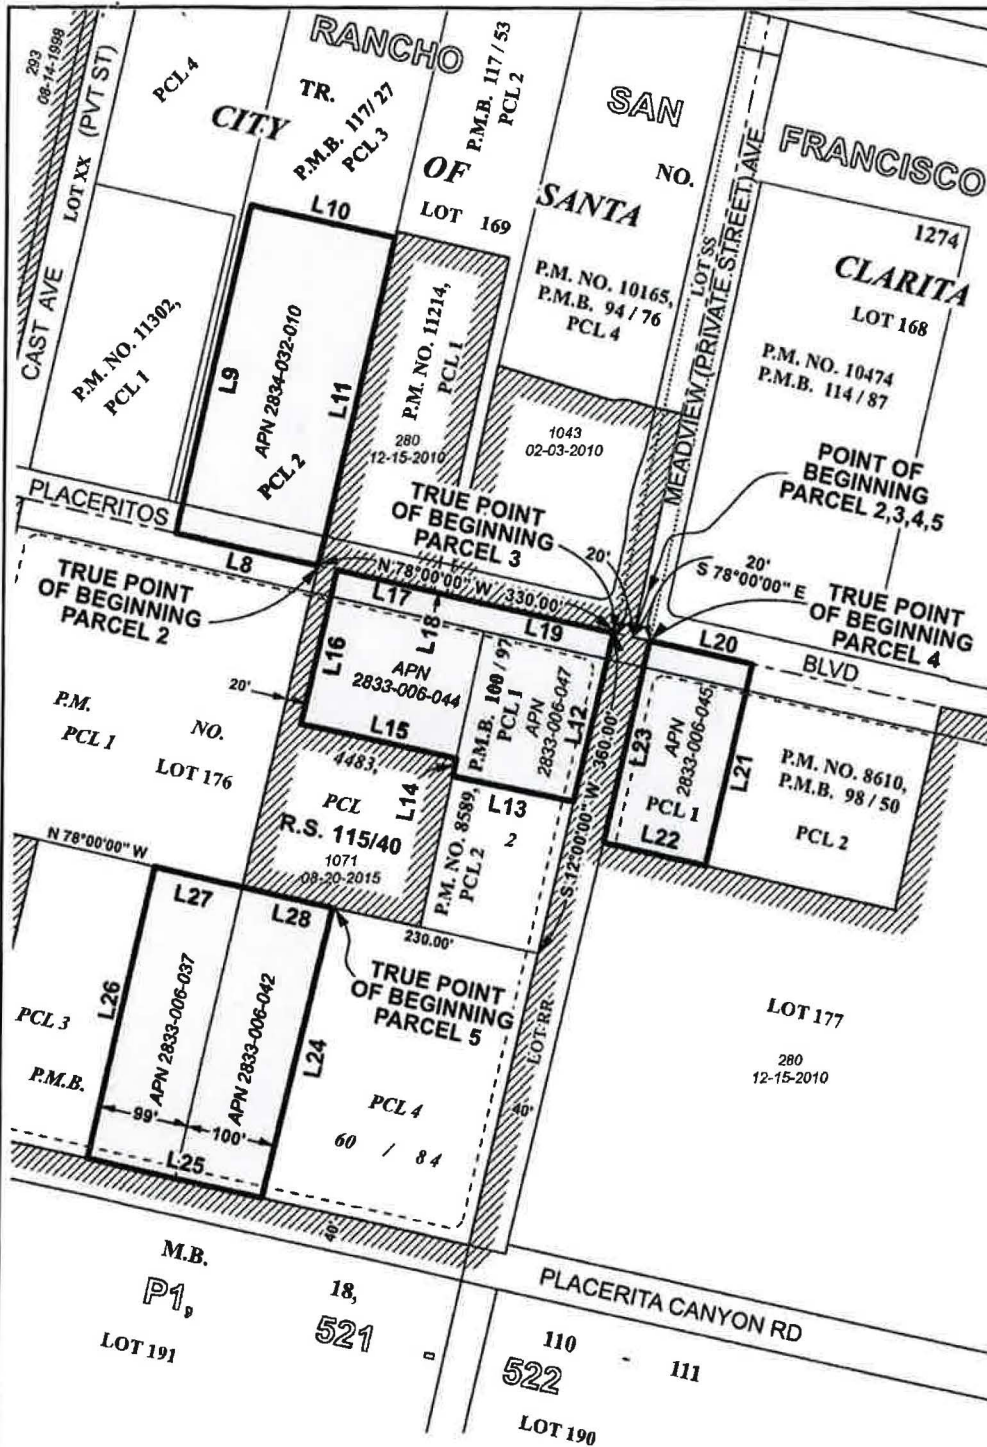 RANCHO
SAN
FRANCISCO
CITY
OF
SANTA
CLARITA
293
08-14-1998
CAST AVE
LOT XX
(PVT ST)
PCL 4
TR.
P.M.B. 117/27
PCL 3
P.M.B. 117 / 53
PCL 2
LOT 169
NO.
1274
LOT 168
P.M. NO. 10165,
P.M.B. 94 / 76
PCL 4
MEADVIEW (PRIVATE STREET) AVE
LOT SS
P.M. NO. 10474
P.M.B. 114 / 87
P.M. NO. 11302,
PCL 1
L10
L9
APN 2834-032-010
PCL 2
L11
P.M. NO. 11214,
PCL 1
280
12-15-2010
1043
02-03-2010
POINT OF
BEGINNING
PARCEL 2,3,4,5
TRUE POINT
OF BEGINNING
PARCEL 3
PLACERITOS
L8
TRUE POINT
OF BEGINNING
PARCEL 2
N 78°00'00" W 330.00'
20'
20'
S 78°00'00" E
TRUE POINT
OF BEGINNING
PARCEL 4
L17
L18
L19
L20
BLVD
L16
APN
2833-006-044
P.M.B. 100 / 97
PCL 1
APN
2833-006-047
L12
S 12°00'00" W 360.00'
L23
APN
2833-006-045
PCL 1
L21
L22
P.M. NO. 8610,
P.M.B. 98 / 50
PCL 2
20'
P.M.
PCL 1
NO.
LOT 176
L15
4483,
PCL
L14
R.S. 115/40
1071
08-20-2015
L13
P.M. NO. 8589,
PCL 2
2
N 78°00'00" W
230.00'
L27
L28
L26
APN 2833-006-037
APN 2833-006-042
L24
99'
100'
L25
TRUE POINT
OF BEGINNING
PARCEL 5
PCL 3
P.M.B.
PCL 4
60 / 84
LOT RR
40'
40'
LOT 177
280
12-15-2010
PLACERITA CANYON RD
M.B.
18,
110 - 111
P1,
521 - 522
LOT 191
LOT 190